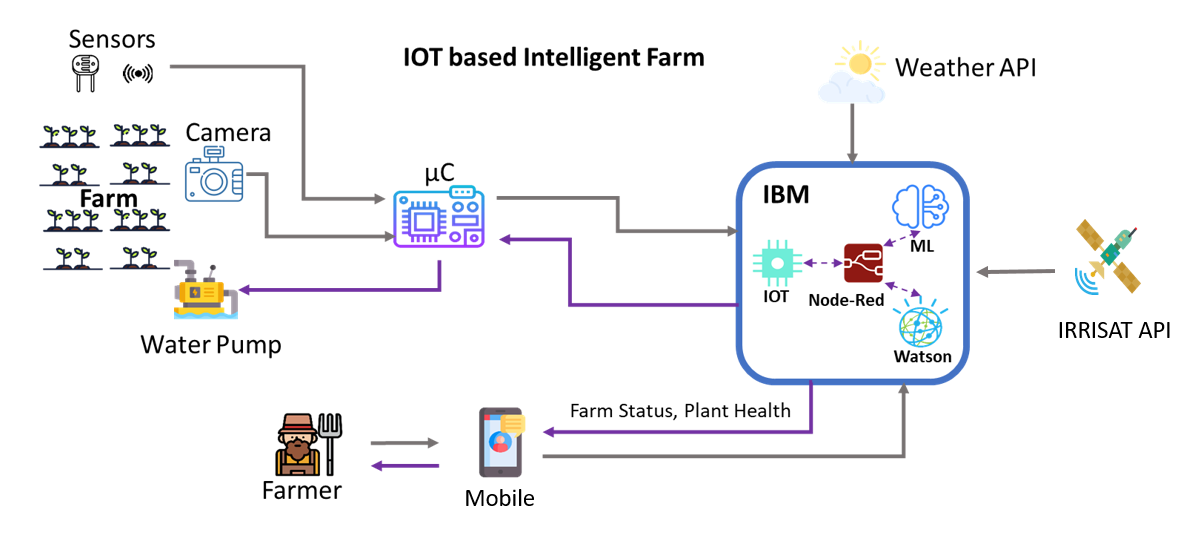 Sensors
IOT based Intelligent Farm
Weather API
Camera
Farm
μC
IBM
ML
IOT
Node-Red
Watson
IRRISAT API
Water Pump
Farm Status, Plant Health
Farmer
Mobile